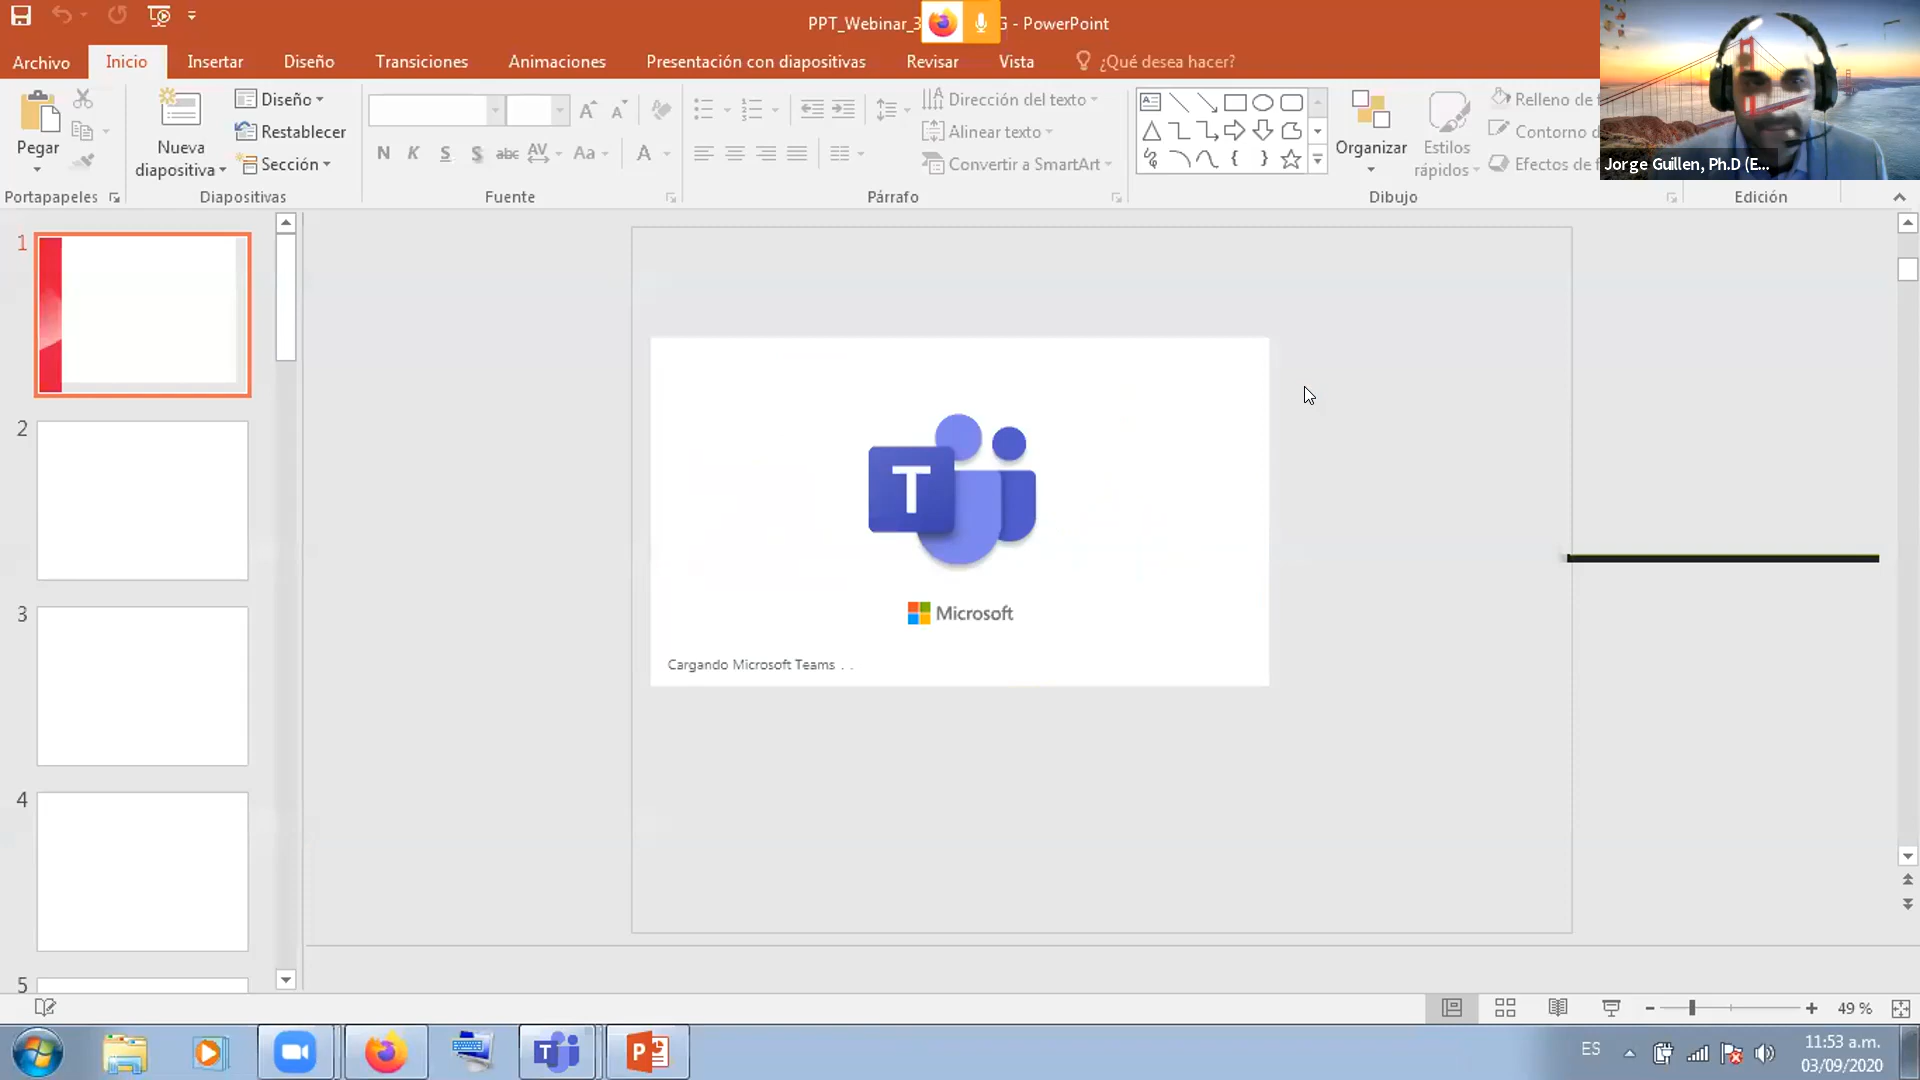 PPT_Webinar_3
G - PowerPoint
Archivo
Inicio
Insertar
Diseño
Transiciones
Animaciones
Presentación con diapositivas
Revisar
Vista
¿Qué desea hacer?
Pegar
Nueva
diapositiva
Diseño
Restablecer
Sección
N K S S abc AV Aa A
Dirección del texto
Alinear texto
Convertir a SmartArt
Organizar
Estilos
rápidos
Relleno de
Contorno
Efectos de
Jorge Guillen, Ph.D (E...
Portapapeles
Diapositivas
Fuente
Párrafo
Dibujo
Edición
1
2
3
4
5
T
Microsoft
Cargando Microsoft Teams . .
49 %
ES
11:53 a.m.
03/09/2020